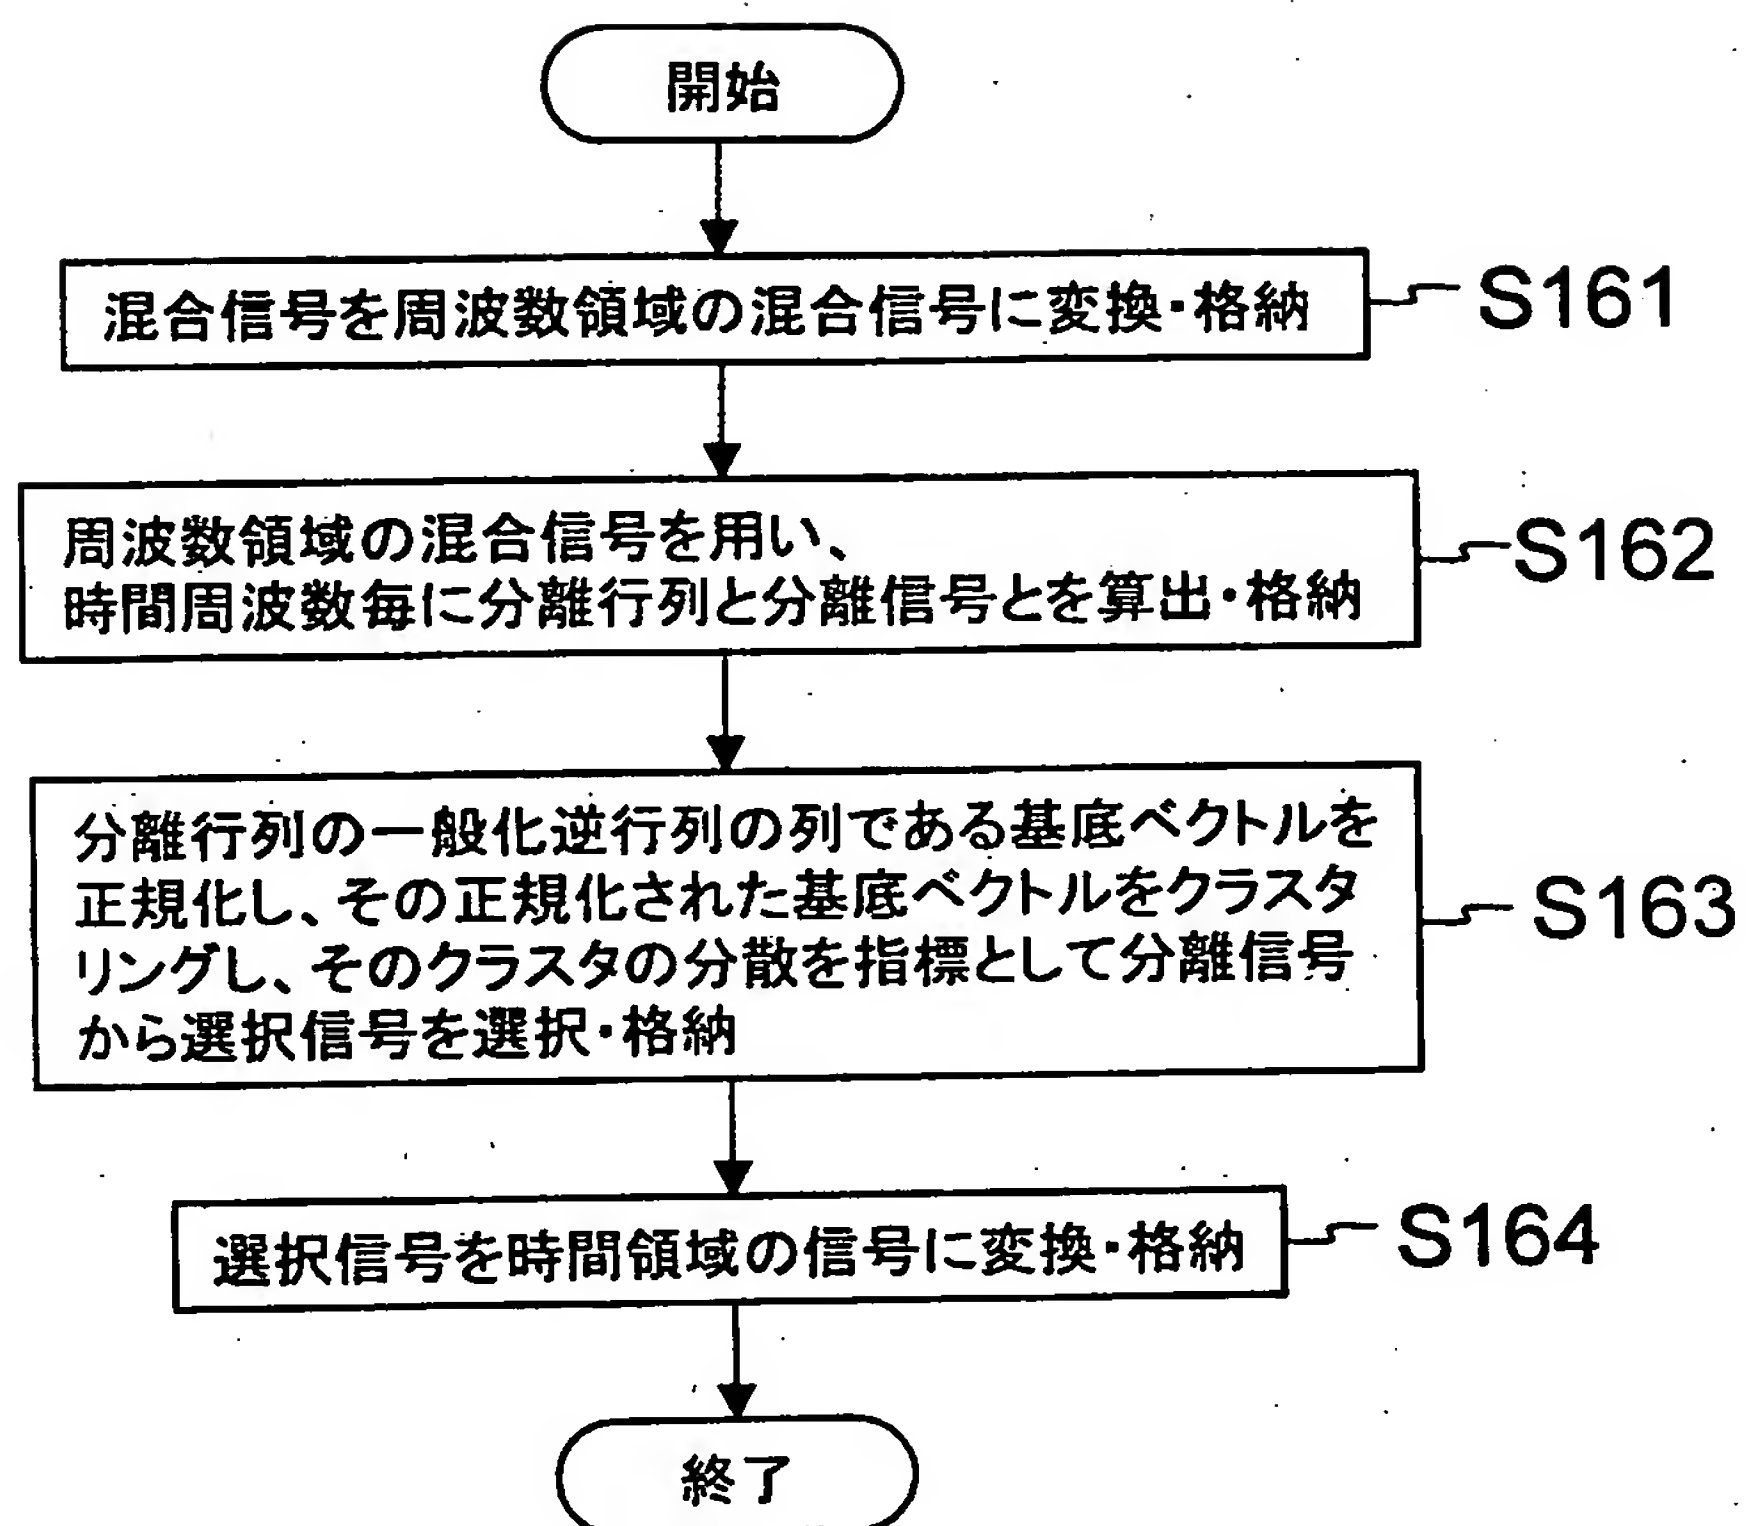 開始
混合信号を周波数領域の混合信号に変換・格納
S161
周波数領域の混合信号を用い、
時間周波数毎に分離行列と分離信号とを算出・格納
S162
分離行列の一般化逆行列の列である基底ベクトルを
正規化し、その正規化された基底ベクトルをクラスタ
リングし、そのクラスタの分散を指標として分離信号
から選択信号を選択・格納
S163
選択信号を時間領域の信号に変換・格納
S164
終了